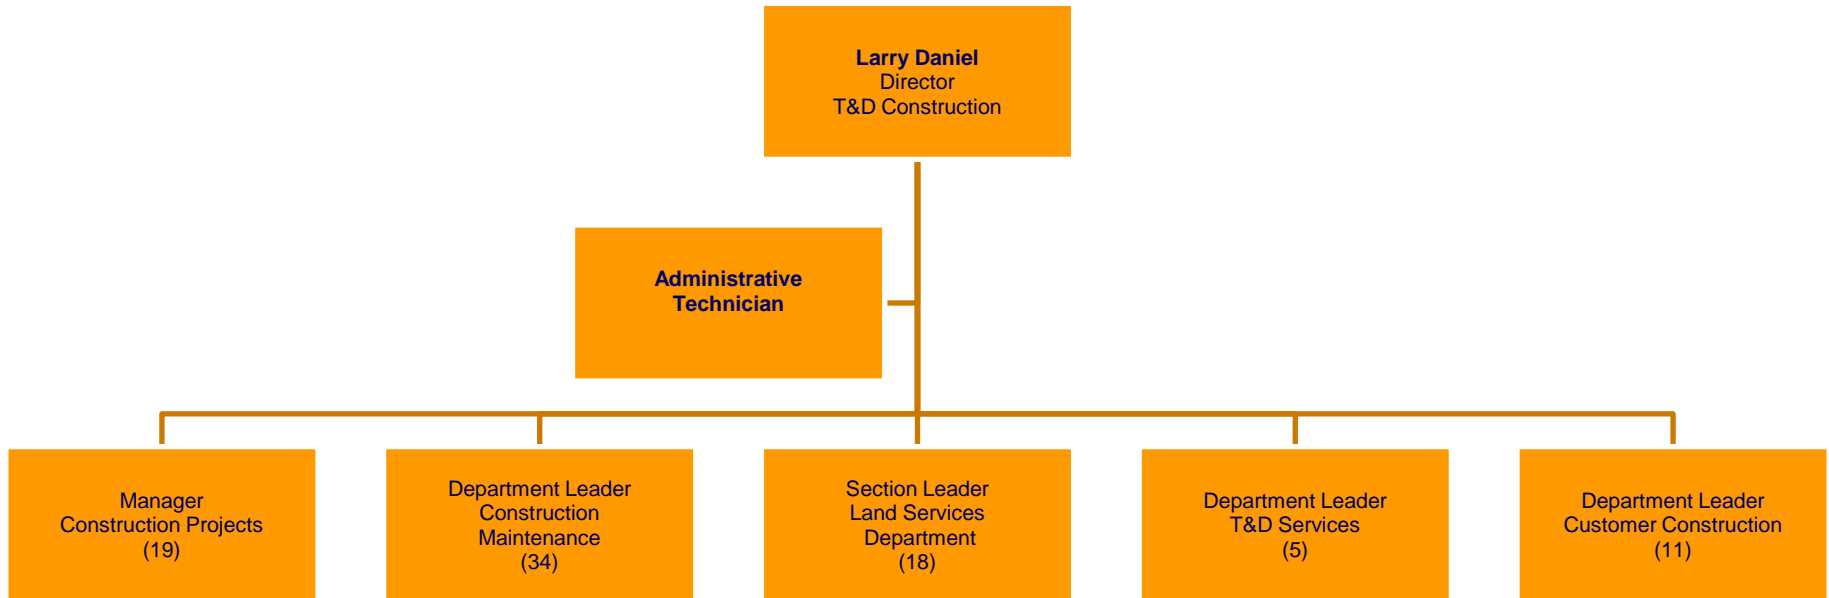 Larry Daniel
Director
T&D Construction
Administrative
Technician
Manager
Construction Projects
(19)
Department Leader
Construction
Maintenance
(34)
Section Leader
Land Services
Department
(18)
Department Leader
T&D Services
(5)
Department Leader
Customer Construction
(11)